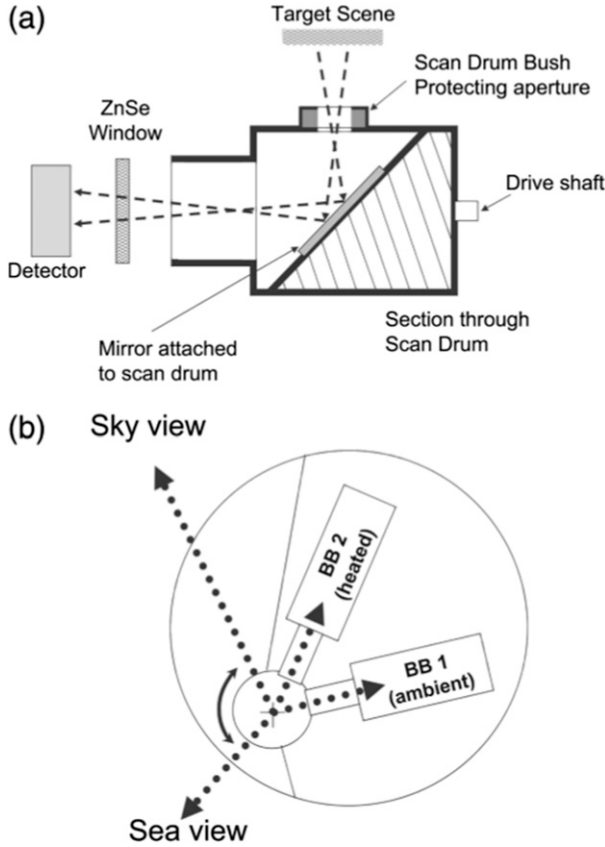 (a)
Target Scene
Scan Drum Bush
Protecting aperture
ZnSe
Window
Drive shaft
Detector
Section through
Scan Drum
Mirror attached
to scan drum
(b)
Sky view
BB 2
(heated)
BB 1
(ambient)
Sea view